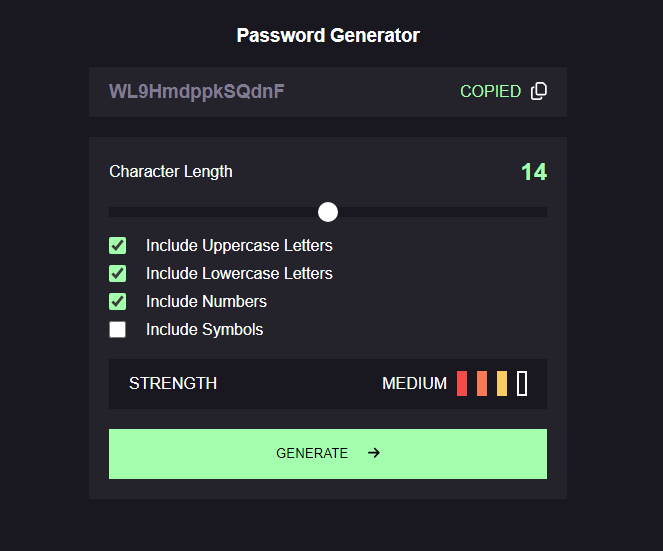 Password Generator
WL9HmdppkSQdnF COPIED
Character Length 14
Include Uppercase Letters
Include Lowercase Letters
Include Numbers
Include Symbols
STRENGTH MEDIUM
GENERATE →